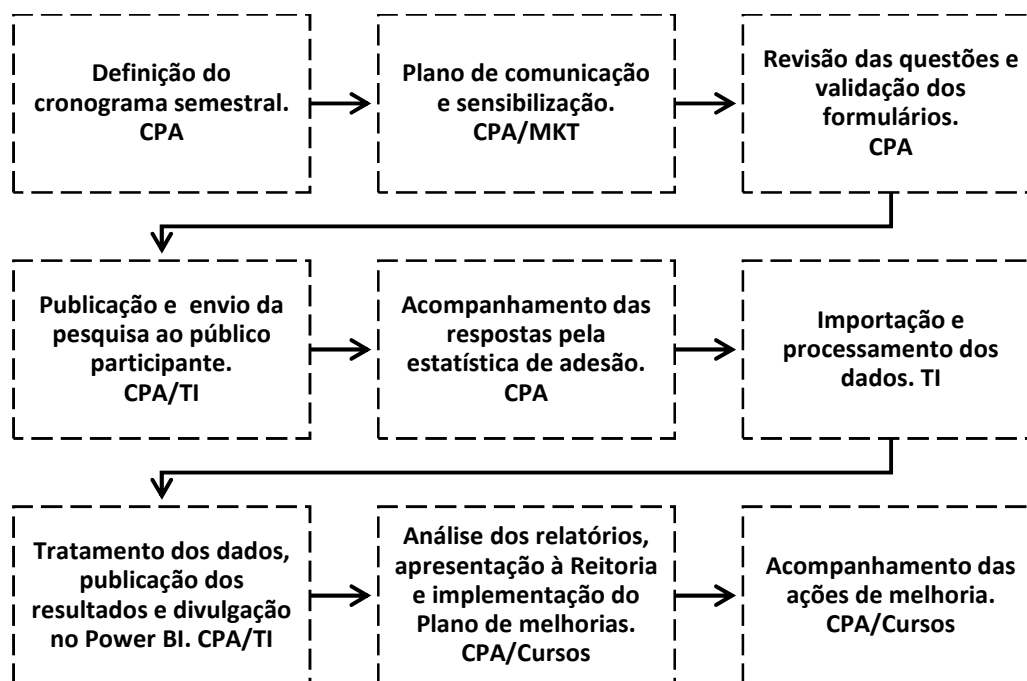 Definição do
cronograma semestral.
CPA
Plano de comunicação
e sensibilização.
CPA/MKT
Revisão das questões e
validação dos
formulários.
CPA
Publicação e envio da
pesquisa ao público
participante.
CPA/TI
Acompanhamento das
respostas pela
estatística de adesão.
CPA
Importação e
processamento dos
dados. TI
Tratamento dos dados,
publicação dos
resultados e divulgação
no Power BI. CPA/TI
Análise dos relatórios,
apresentação à Reitoria
e implementação do
Plano de melhorias.
CPA/Cursos
Acompanhamento das
ações de melhoria.
CPA/Cursos